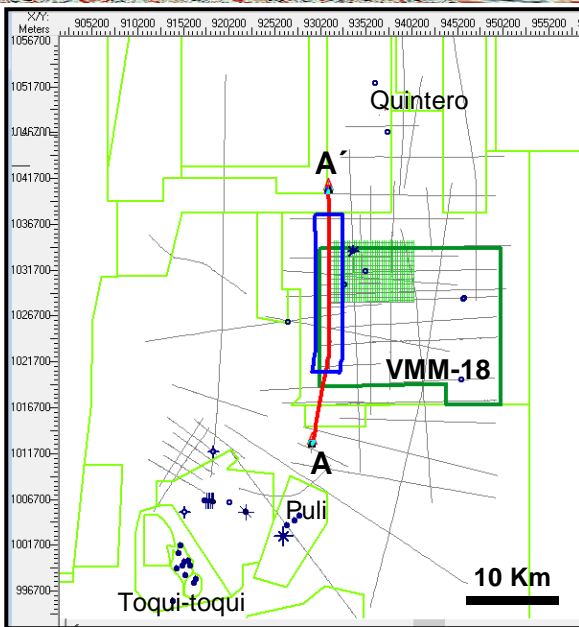 X/Y:
Meters
905200 910200 915200 920200 925200 930200 935200 940200 945200 950200 955200
1056700
1051700
1046700
1041700
1036700
1031700
1026700
1021700
1016700
1011700
1006700
1001700
996700
Quintero
A´
VMM-18
A
Puli
Toqui-toqui
10 Km